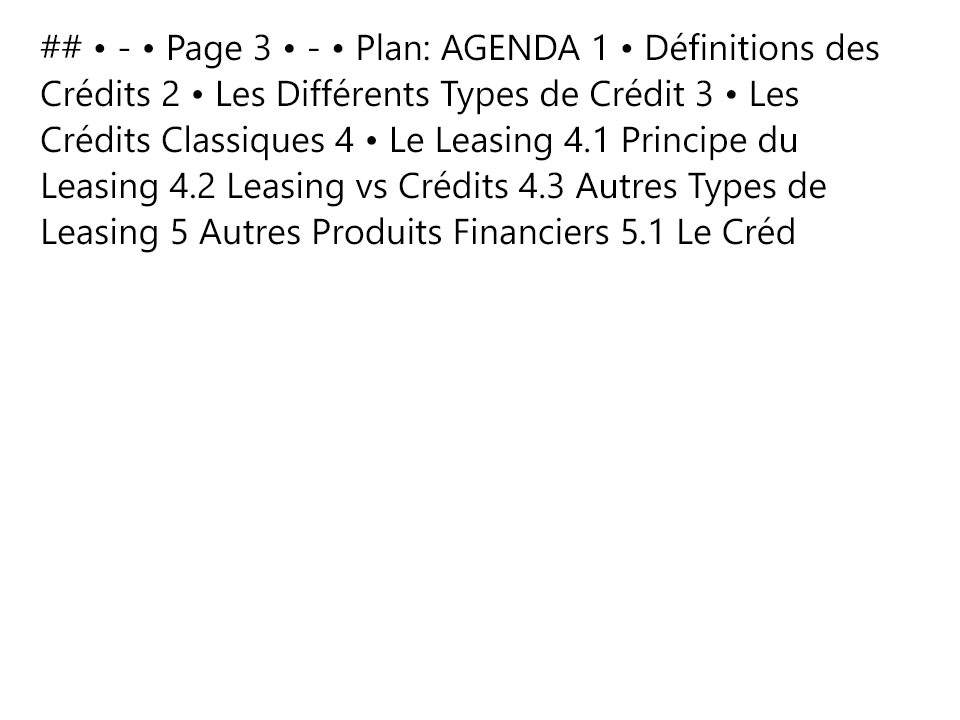 ## • - • Page 3 • - • Plan: AGENDA 1 • Définitions des
Crédits 2 • Les Différents Types de Crédit 3 • Les
Crédits Classiques 4 • Le Leasing 4.1 Principe du
Leasing 4.2 Leasing vs Crédits 4.3 Autres Types de
Leasing 5 Autres Produits Financiers 5.1 Le Créd